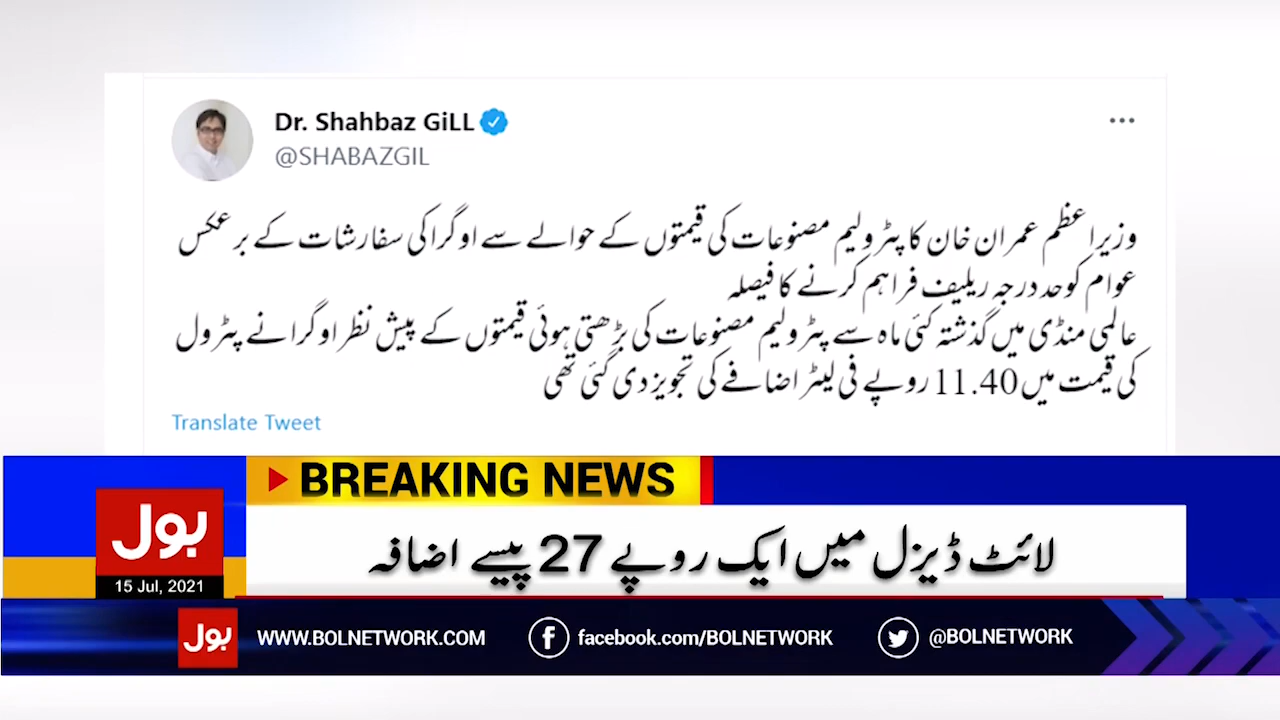 Dr. Shahbaz GiLL
@SHABAZGIL
وزیراعظم عمران خان کا پٹرولیم مصنوعات کی قیمتوں کے حوالے سے اوگرا کی سفارشات کے برعکس
عوام کو حد درجہ ریلیف فراہم کرنے کا فیصلہ
عالمی منڈی میں گذشتہ کئی ماہ سے پٹرولیم مصنوعات کی بڑھتی ہوئی قیمتوں کے پیش نظر اوگرا نے پٹرول
کی قیمت میں 11.40 روپے فی لیٹر اضافے کی تجویز دی گئی تھی
Translate Tweet
BREAKING NEWS
لائٹ ڈیزل میں ایک روپے 27 پیسے اضافہ
بول
15 Jul, 2021
بول
WWW.BOLNETWORK.COM
facebook.com/BOLNETWORK
@BOLNETWORK